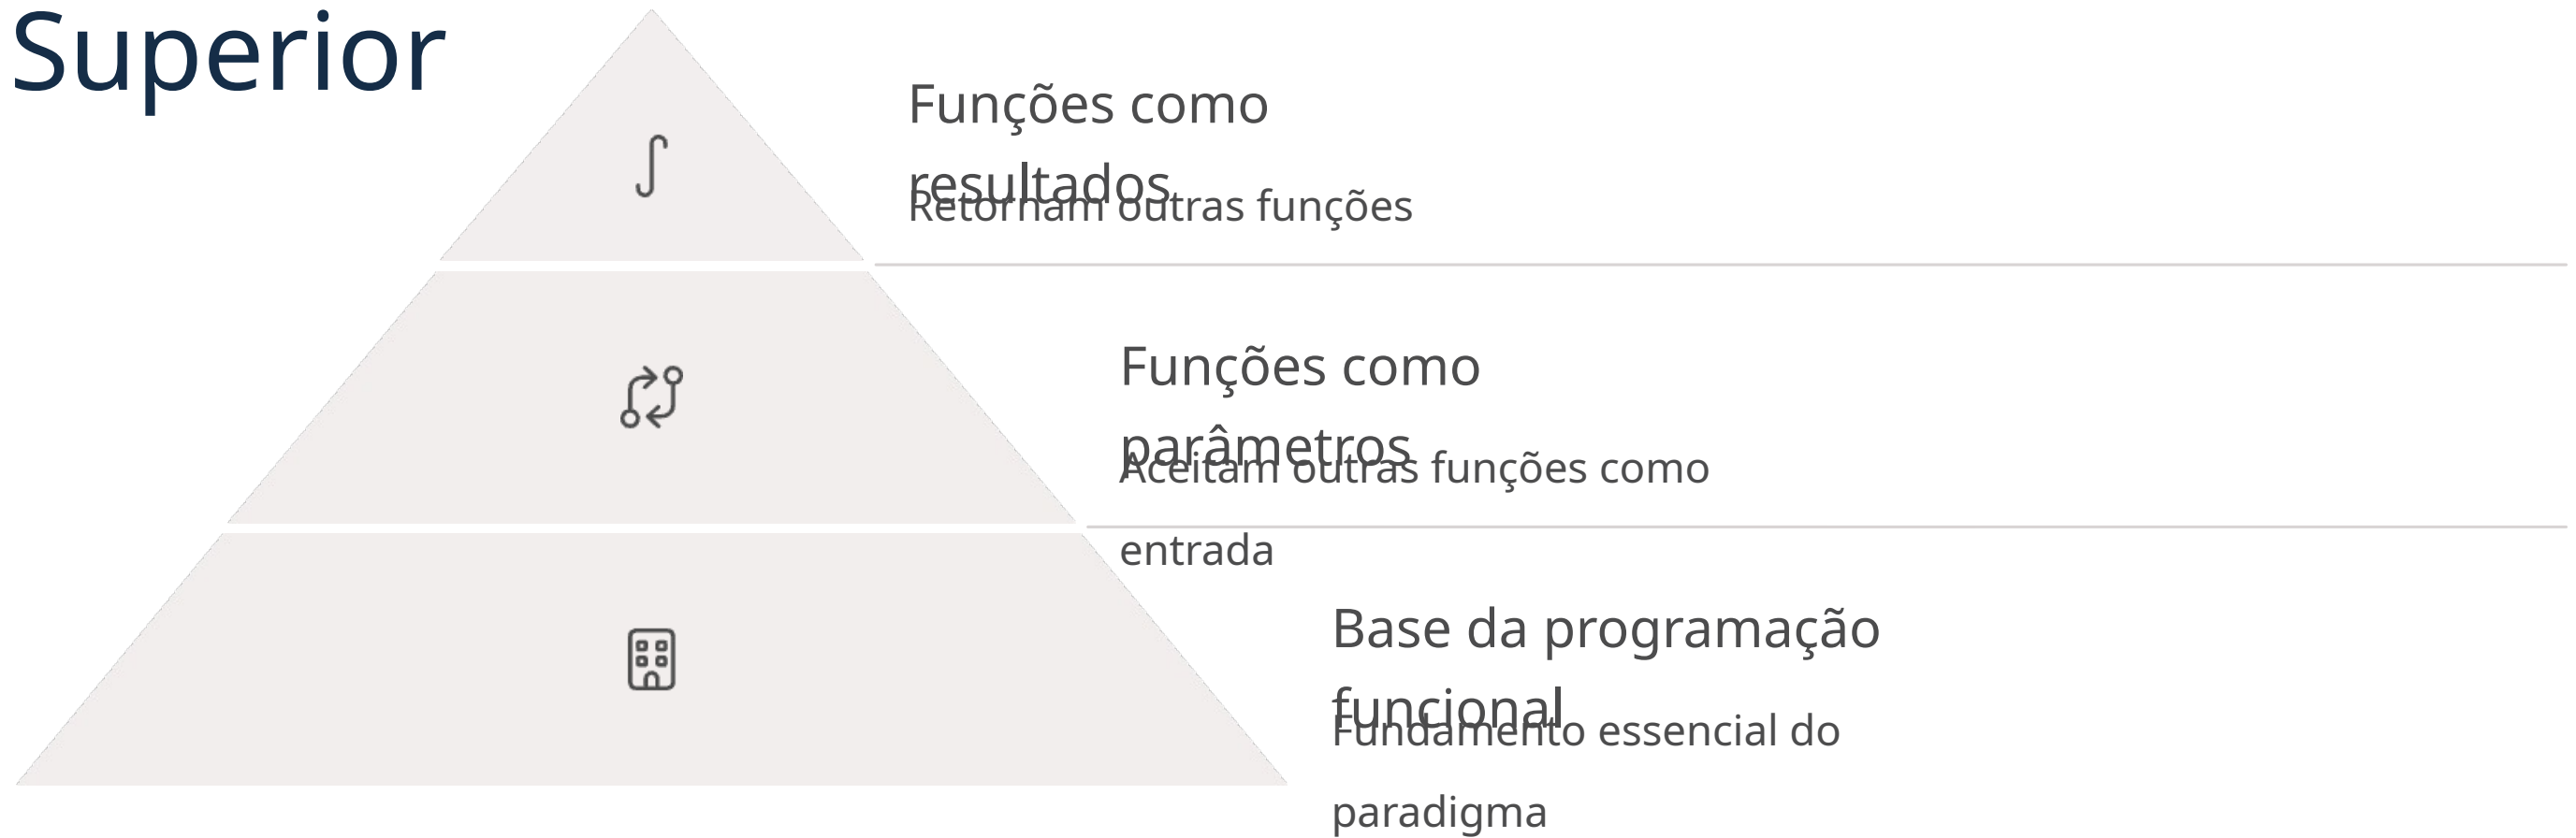 Superior
Funções como
resultados
Retornam outras funções
Funções como
parâmetros
Aceitam outras funções como
entrada
Base da programação
funcional
Fundamento essencial do
paradigma